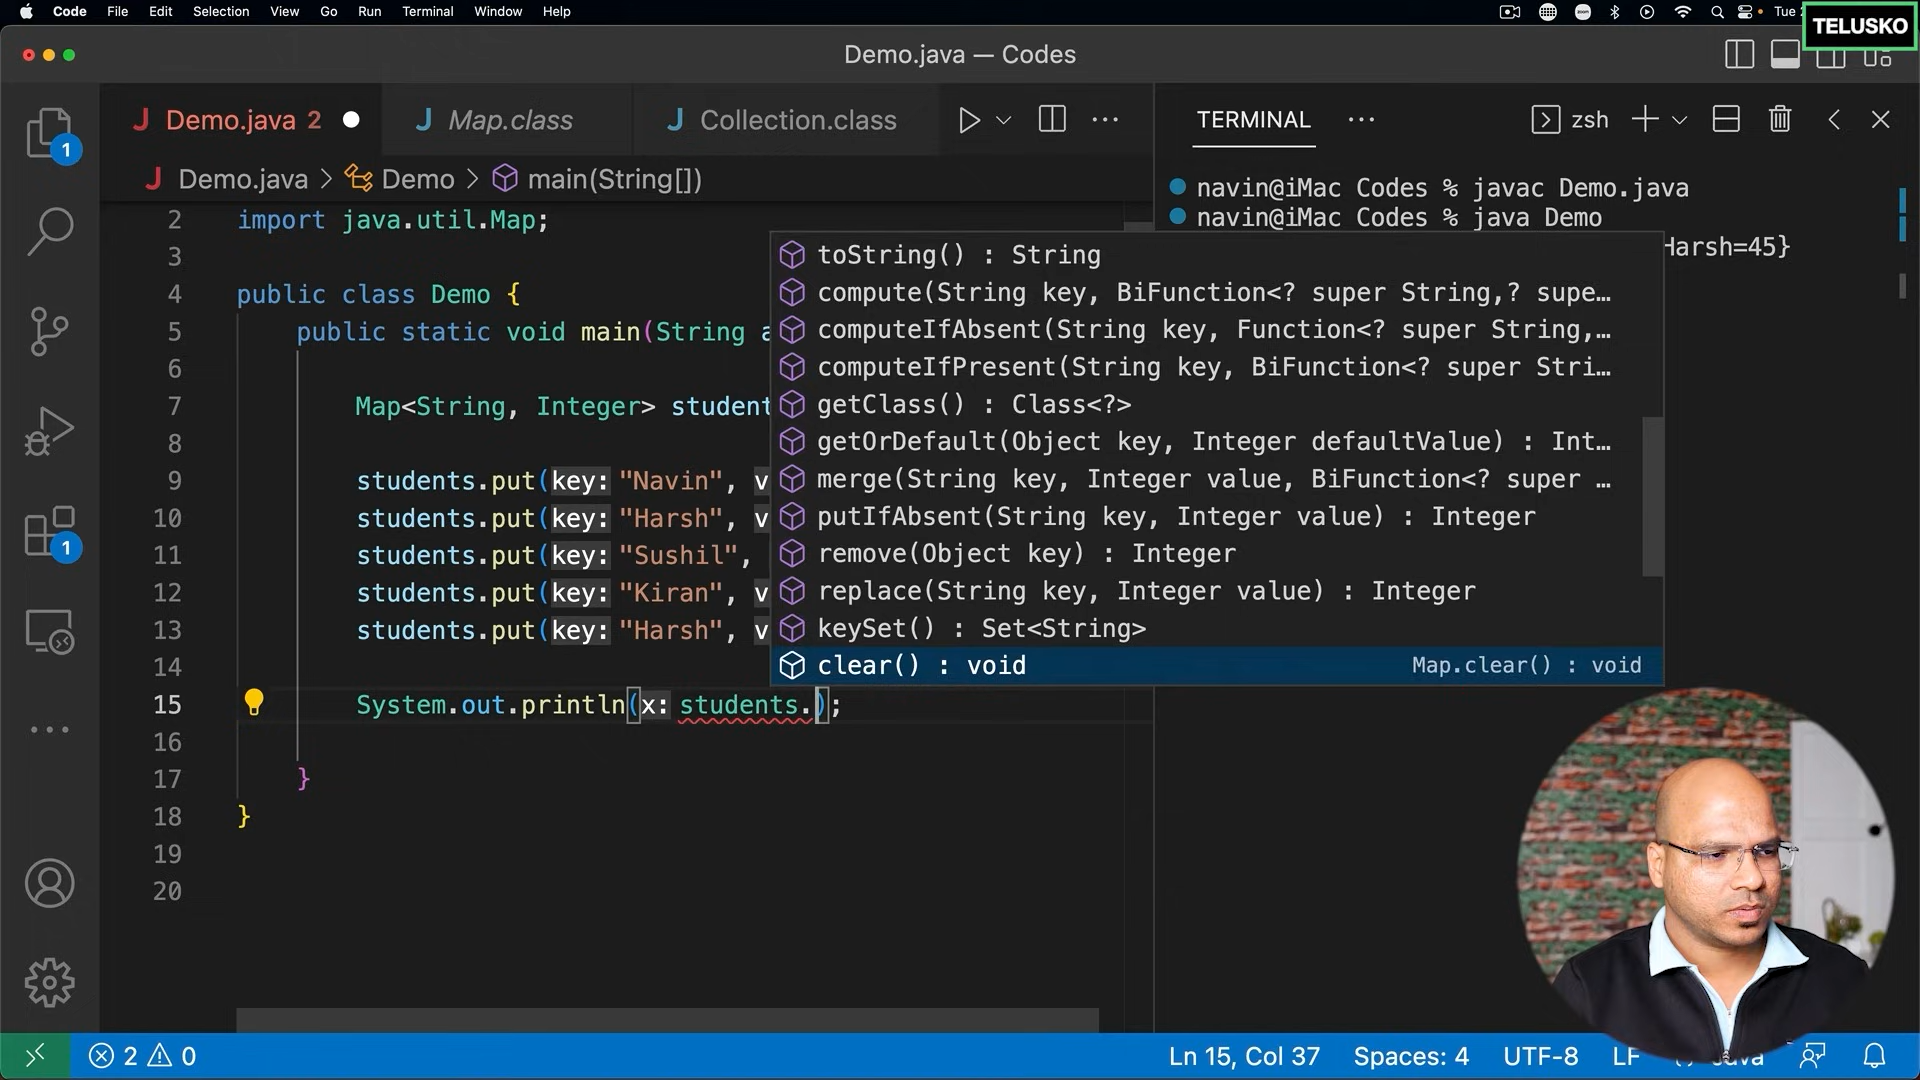 Code File Edit Selection View Go Run Terminal Window Help Tue
TELUSKO
Demo.java — Codes
Demo.java 2 Map.class Collection.class
TERMINAL zsh
1
Demo.java > Demo > main(String[])
navin@iMac Codes % javac Demo.java
navin@iMac Codes % java Demo
Harsh=45}
2 import java.util.Map;
3
4 public class Demo {
5 public static void main(String a
6
7 Map<String, Integer> student
8
9 students.put(key: "Navin", v
10 students.put(key: "Harsh", v
11 students.put(key: "Sushil",
12 students.put(key: "Kiran", v
13 students.put(key: "Harsh", v
14
15 System.out.println(x: students.);
16
17 }
18 }
19
20
toString() : String
compute(String key, BiFunction<? super String,? supe…
computeIfAbsent(String key, Function<? super String,…
computeIfPresent(String key, BiFunction<? super Stri…
getClass() : Class<?>
getOrDefault(Object key, Integer defaultValue) : Int…
merge(String key, Integer value, BiFunction<? super …
putIfAbsent(String key, Integer value) : Integer
remove(Object key) : Integer
replace(String key, Integer value) : Integer
keySet() : Set<String>
clear() : void Map.clear() : void
1
2 0 Ln 15, Col 37 Spaces: 4 UTF-8 LF